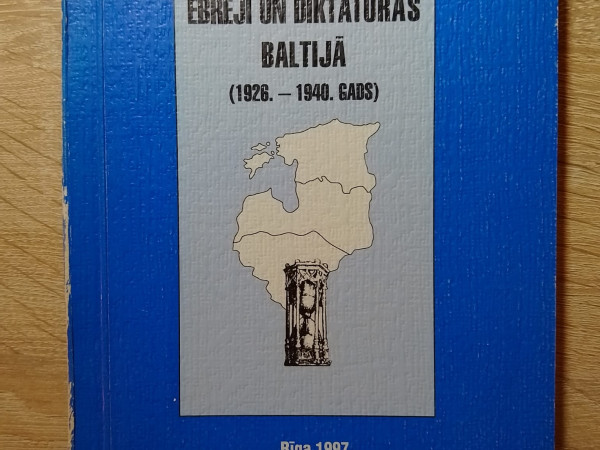 EBREJI UN DIKTATŪRAS
BALTIJĀ
(1926. – 1940. GADS)
Rīga 1997